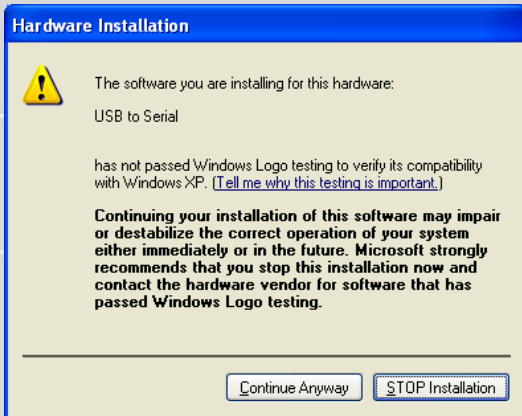 Hardware Installation
The software you are installing for this hardware:
USB to Serial
has not passed Windows Logo testing to verify its compatibility
with Windows XP. (Tell me why this testing is important.)
Continuing your installation of this software may impair
or destabilize the correct operation of your system
either immediately or in the future. Microsoft strongly
recommends that you stop this installation now and
contact the hardware vendor for software that has
passed Windows Logo testing.
Continue Anyway STOP Installation